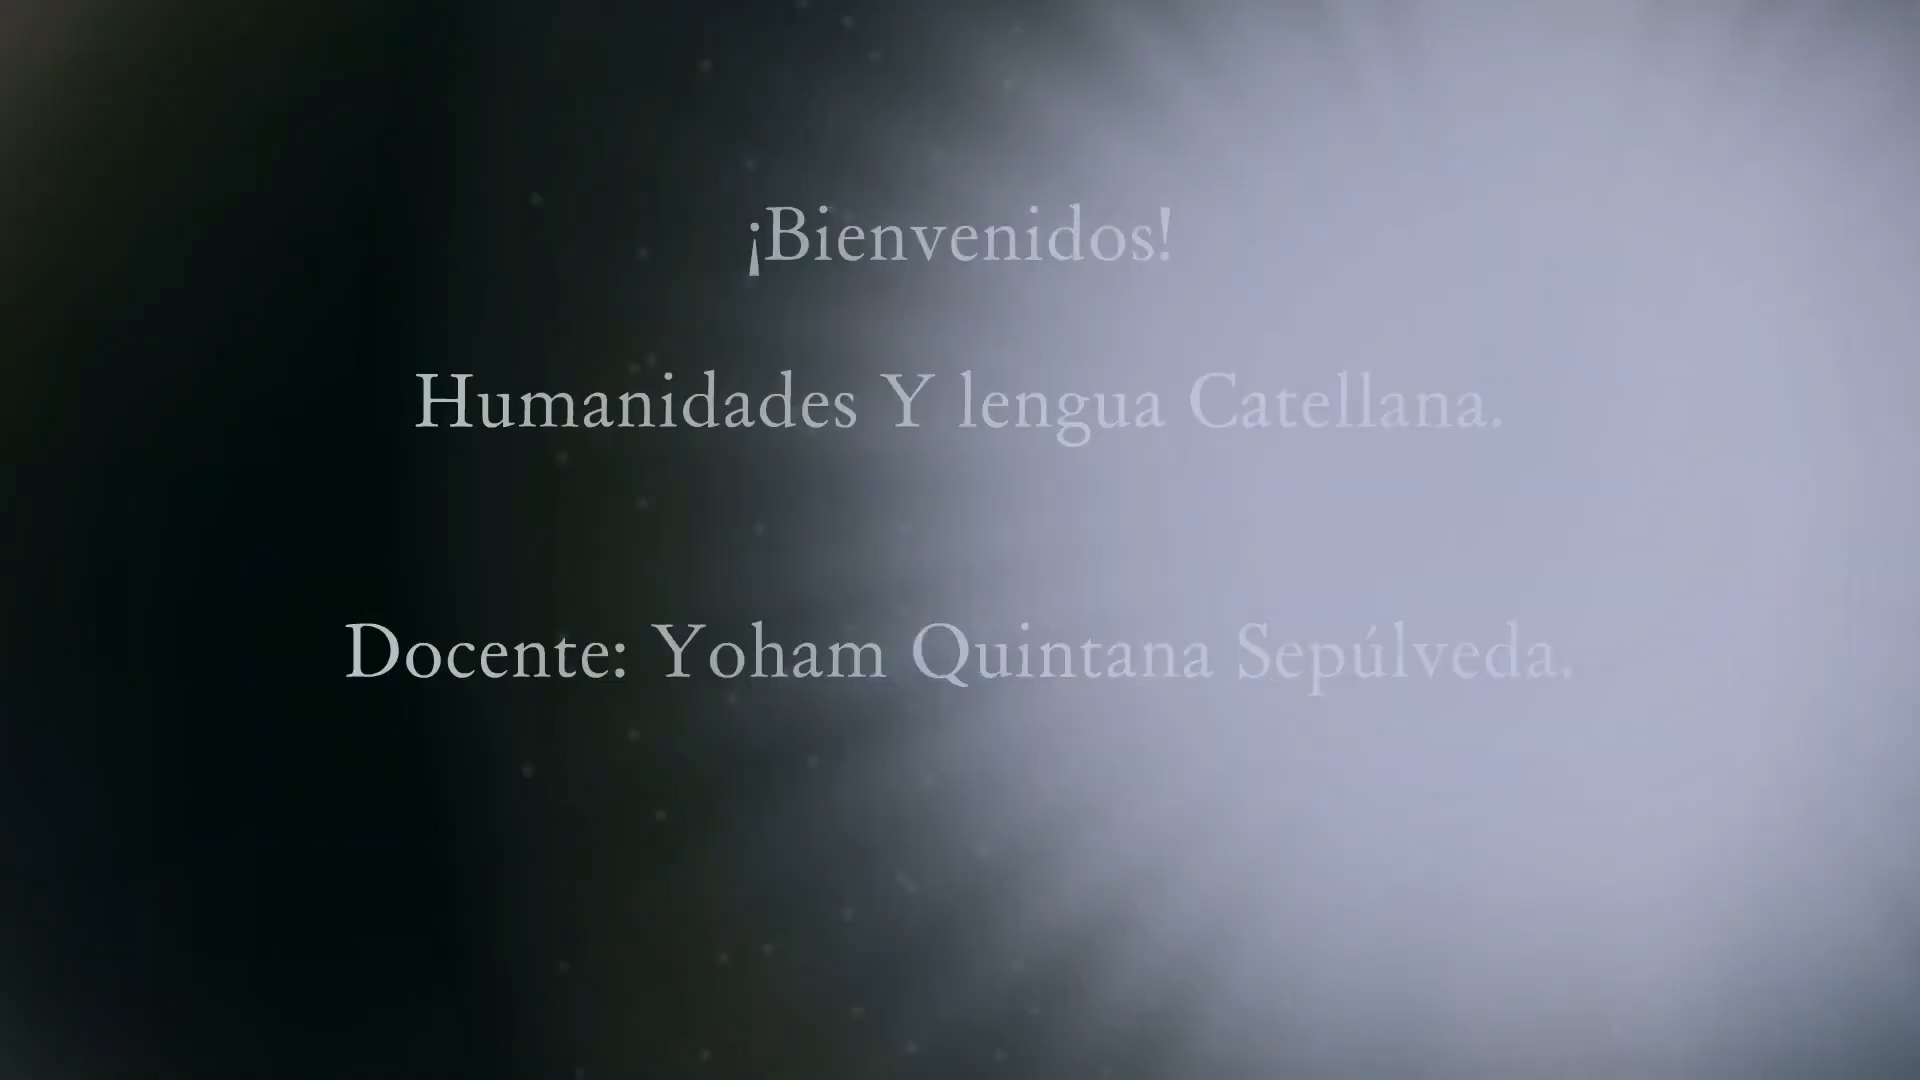 ¡Bienvenidos!
Humanidades Y lengua Catellana.
Docente: Yoham Quintana Sepúlveda.